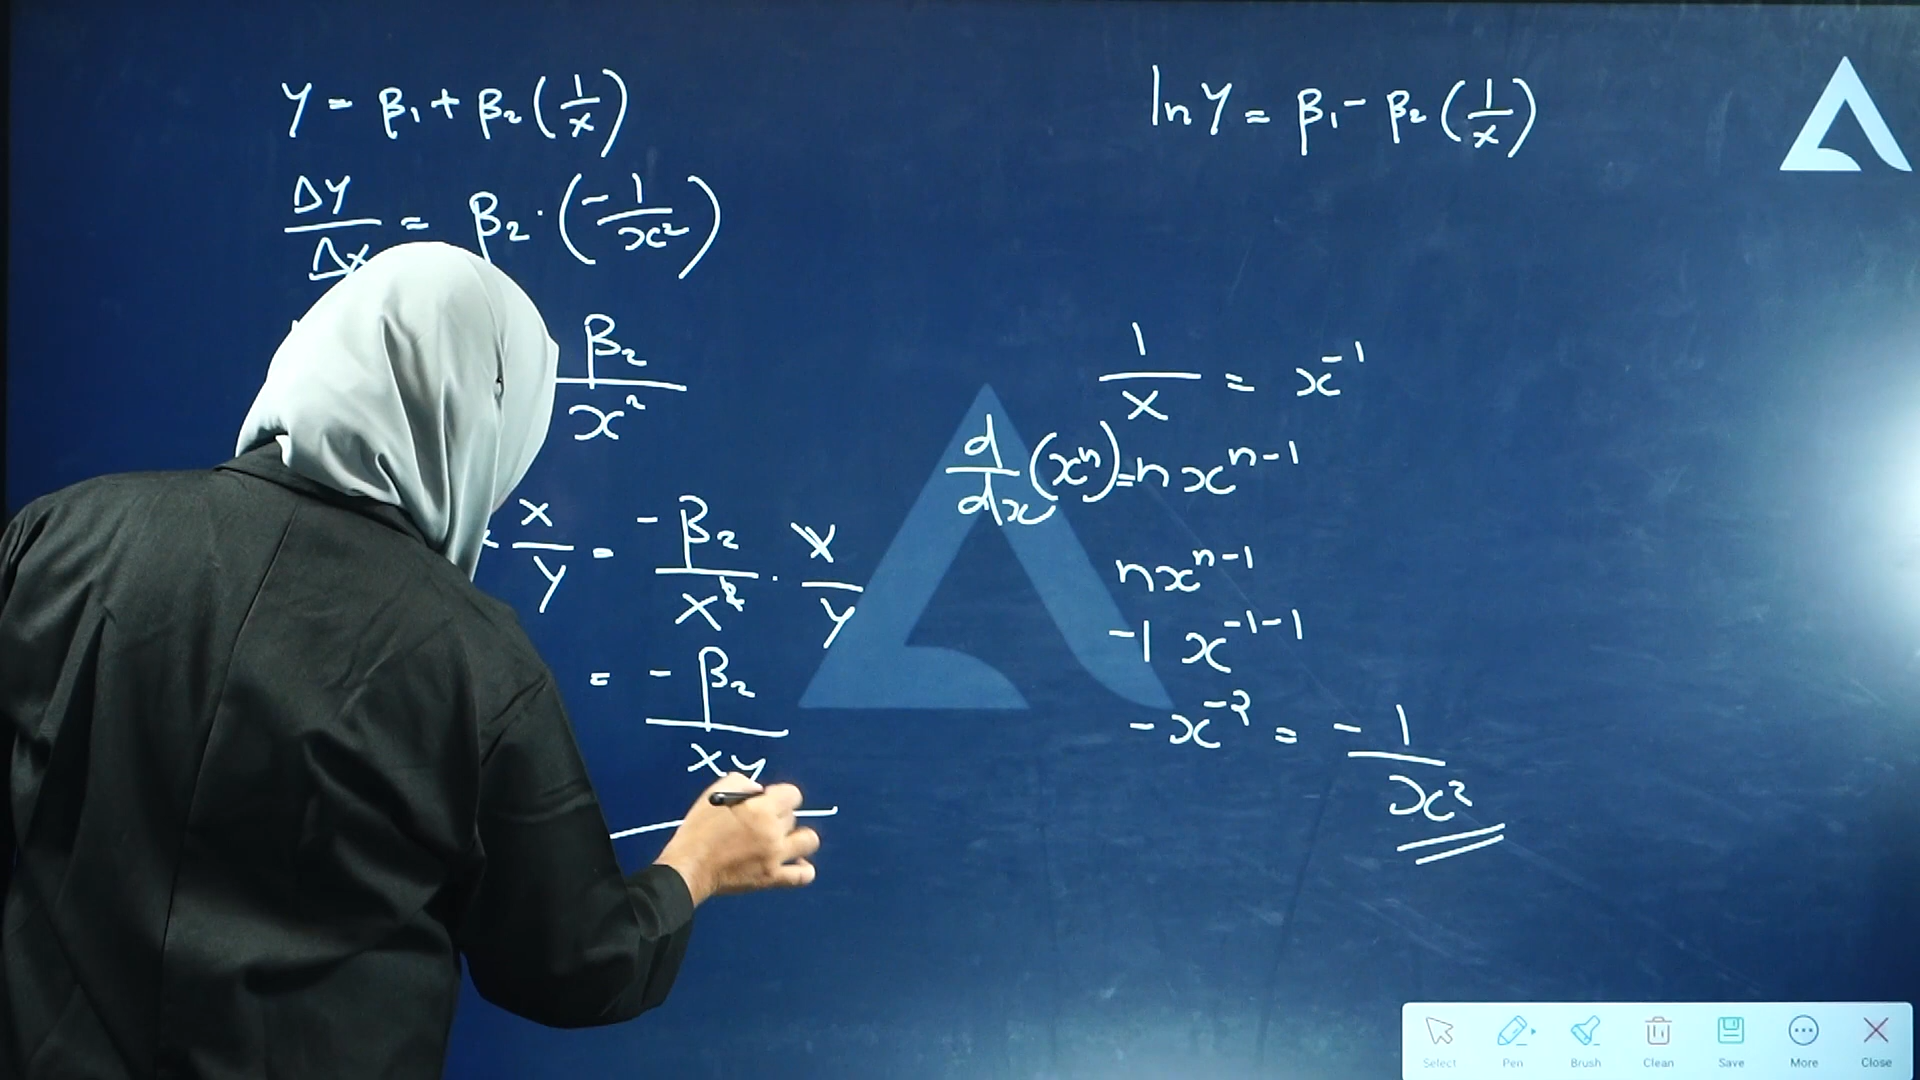 Y = β₁ + β₂ (1/x)
ΔY/Δx = β₂ · (-1/x²)
β₂/x²
x/y = -β₂/x² · x/y
= -β₂/xy
ln Y = β₁ - β₂ (1/x)
1/x = x⁻¹
d/dx (xⁿ) = n xⁿ⁻¹
nxⁿ⁻¹
-1 x⁻¹⁻¹
-x⁻² = -1/x²
Select Pen Brush Clean Save More Close